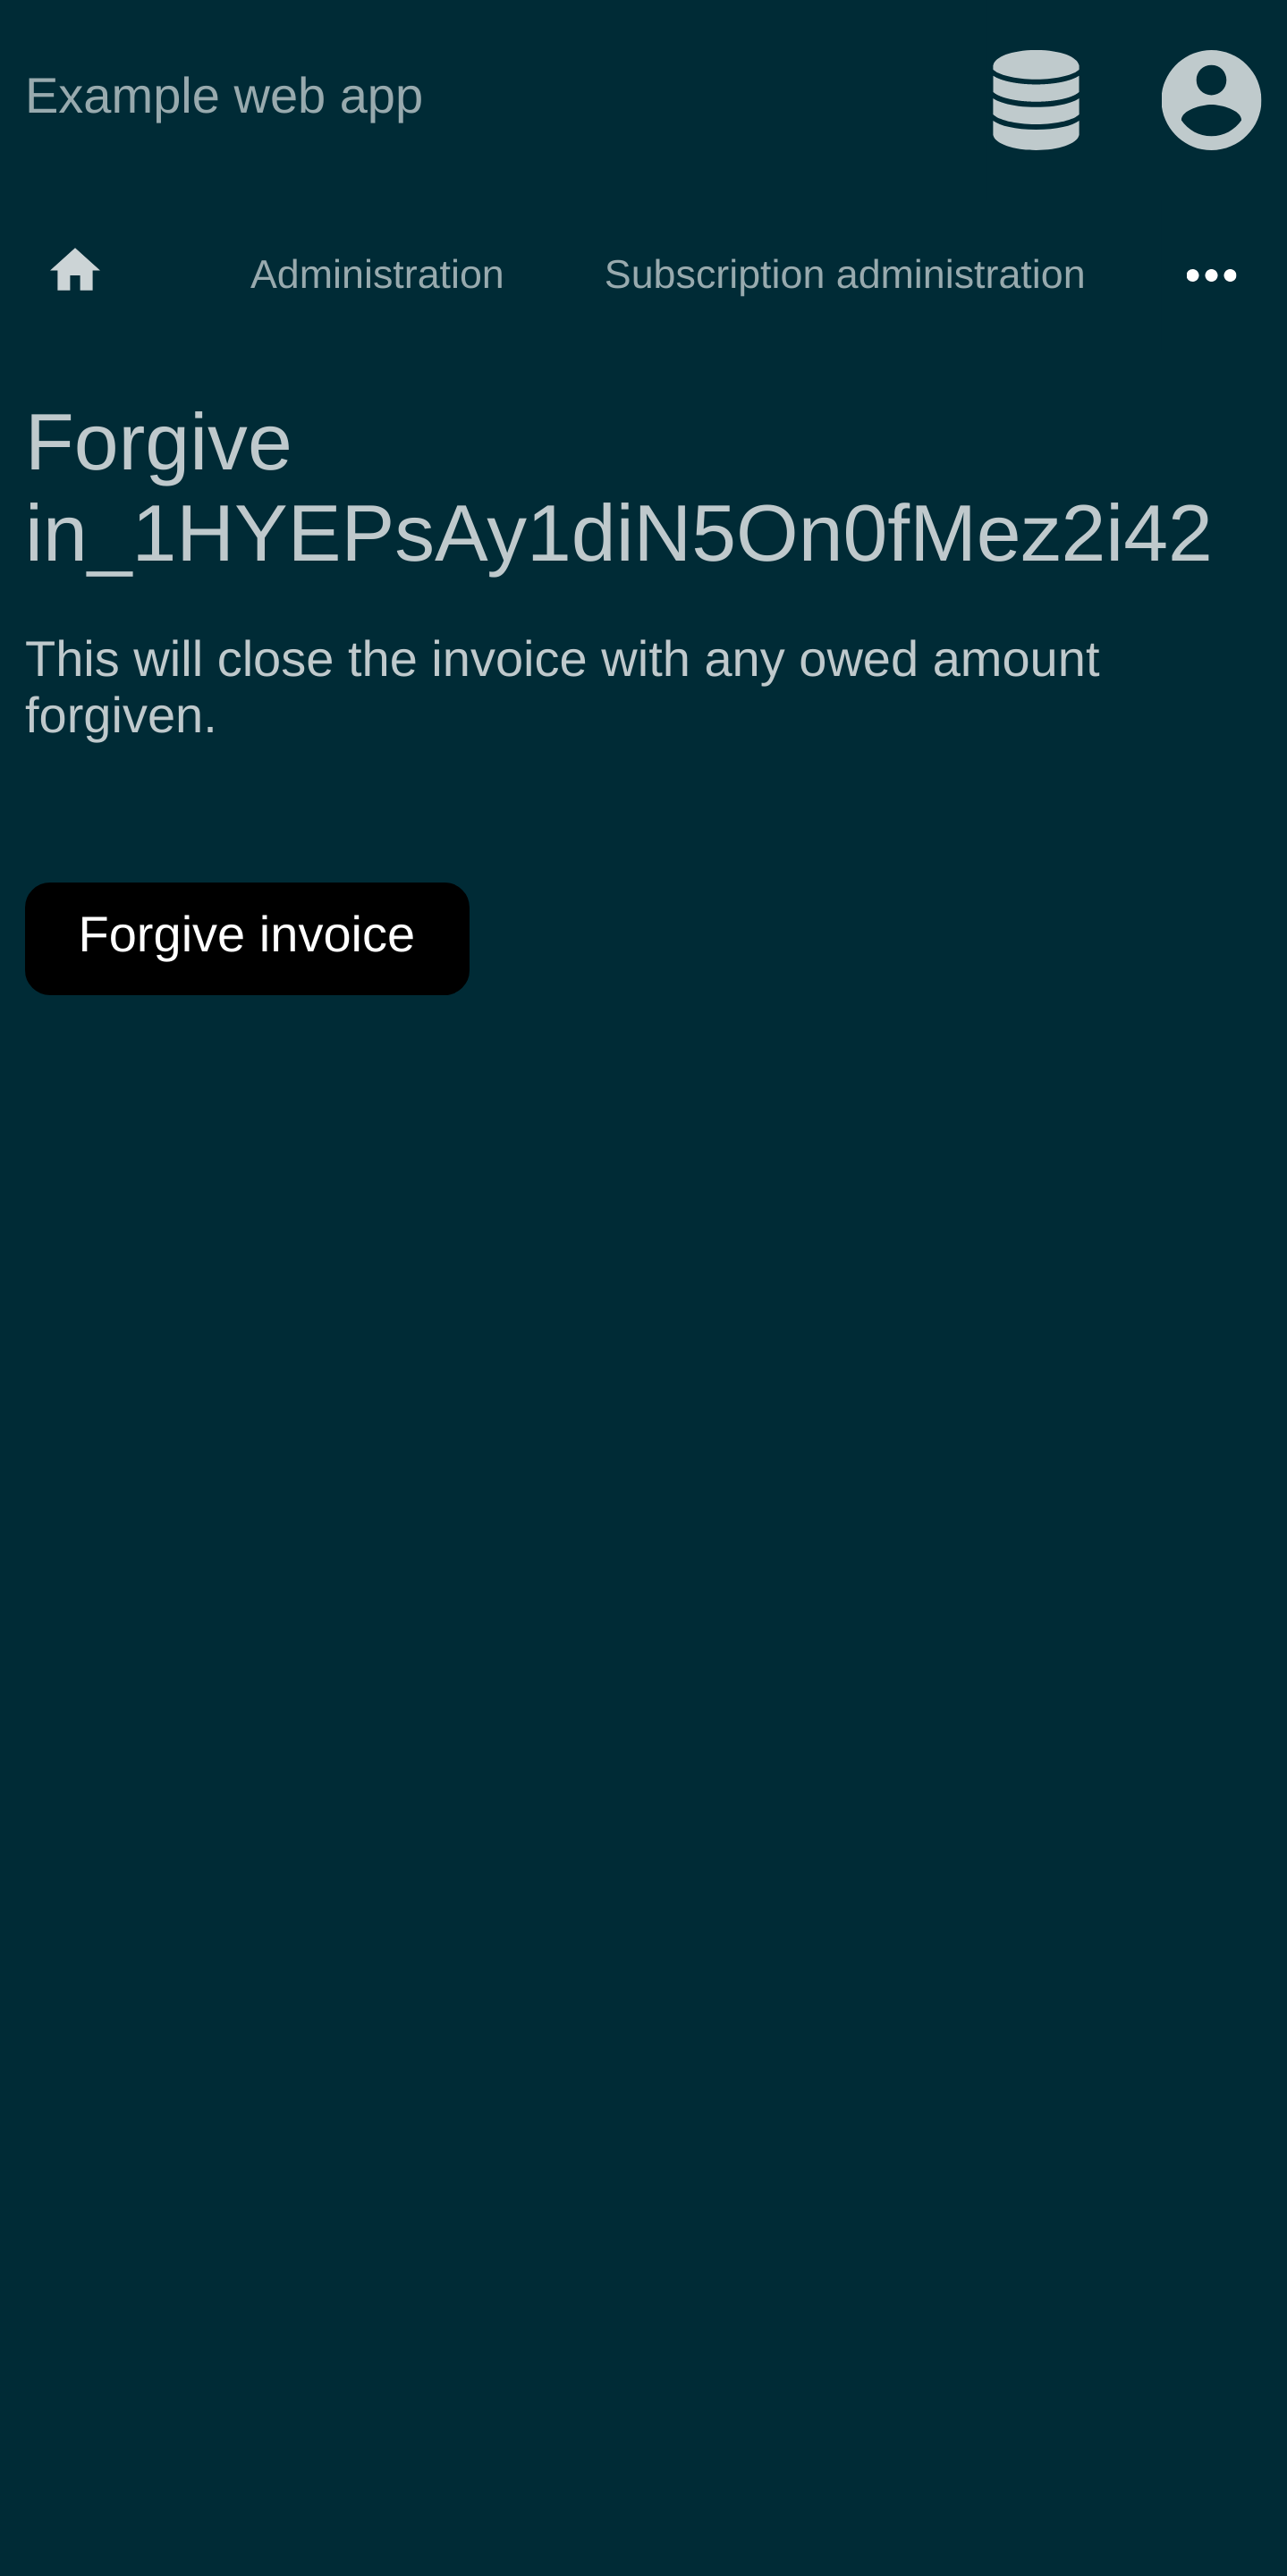 Example web app
Administration Subscription administration
Forgive
in_1HYEPsAy1diN5On0fMez2i42
This will close the invoice with any owed amount
forgiven.
Forgive invoice